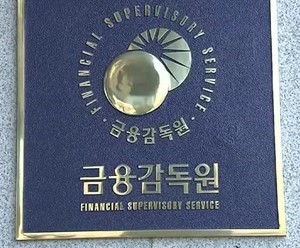 · FINANCIAL SUPERVISORY SERVICE ·
금융감독원
금융감독원
FINANCIAL SUPERVISORY SERVICE